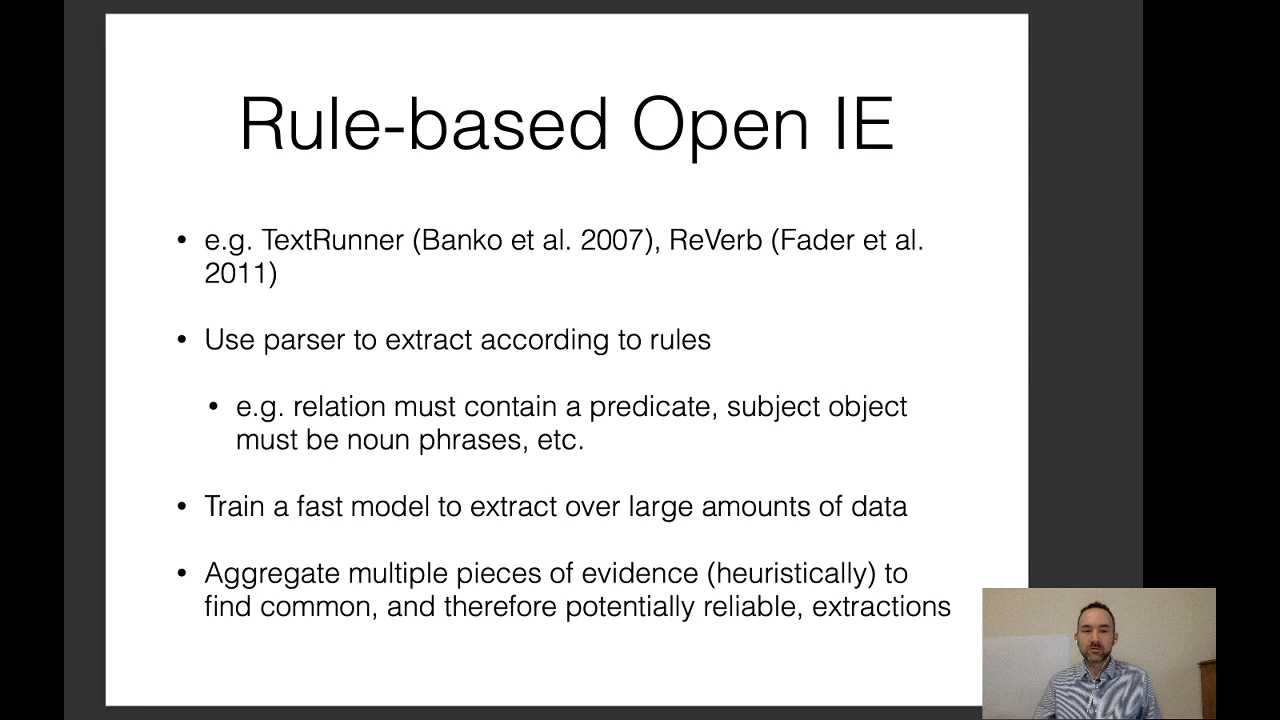 Rule-based Open IE
• e.g. TextRunner (Banko et al. 2007), ReVerb (Fader et al.
2011)
• Use parser to extract according to rules
• e.g. relation must contain a predicate, subject object
must be noun phrases, etc.
• Train a fast model to extract over large amounts of data
• Aggregate multiple pieces of evidence (heuristically) to
find common, and therefore potentially reliable, extractions